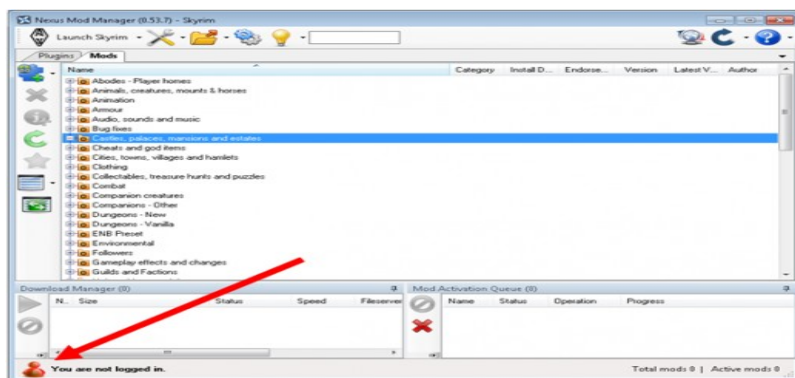 Nexus Mod Manager (0.53.7) - Skyrim
Launch Skyrim
Plugins Mods
Name Category Install D... Endorse... Version Latest V... Author
Abodes - Player homes
Animals, creatures, mounts & horses
Animation
Armour
Audio, sounds and music
Bug fixes
Castles, palaces, mansions and estates
Cheats and god items
Cities, towns, villages and hamlets
Clothing
Collectables, treasure hunts and puzzles
Combat
Companion creatures
Companions - Other
Dungeons - New
Dungeons - Vanilla
ENB Preset
Environmental
Followers
Gameplay effects and changes
Guilds and Factions
Download Manager (0) Mod Activation Queue (0)
N.. Size Status Speed Fileserver Name Status Operation Progress
You are not logged in. Total mods 0 | Active mods 0